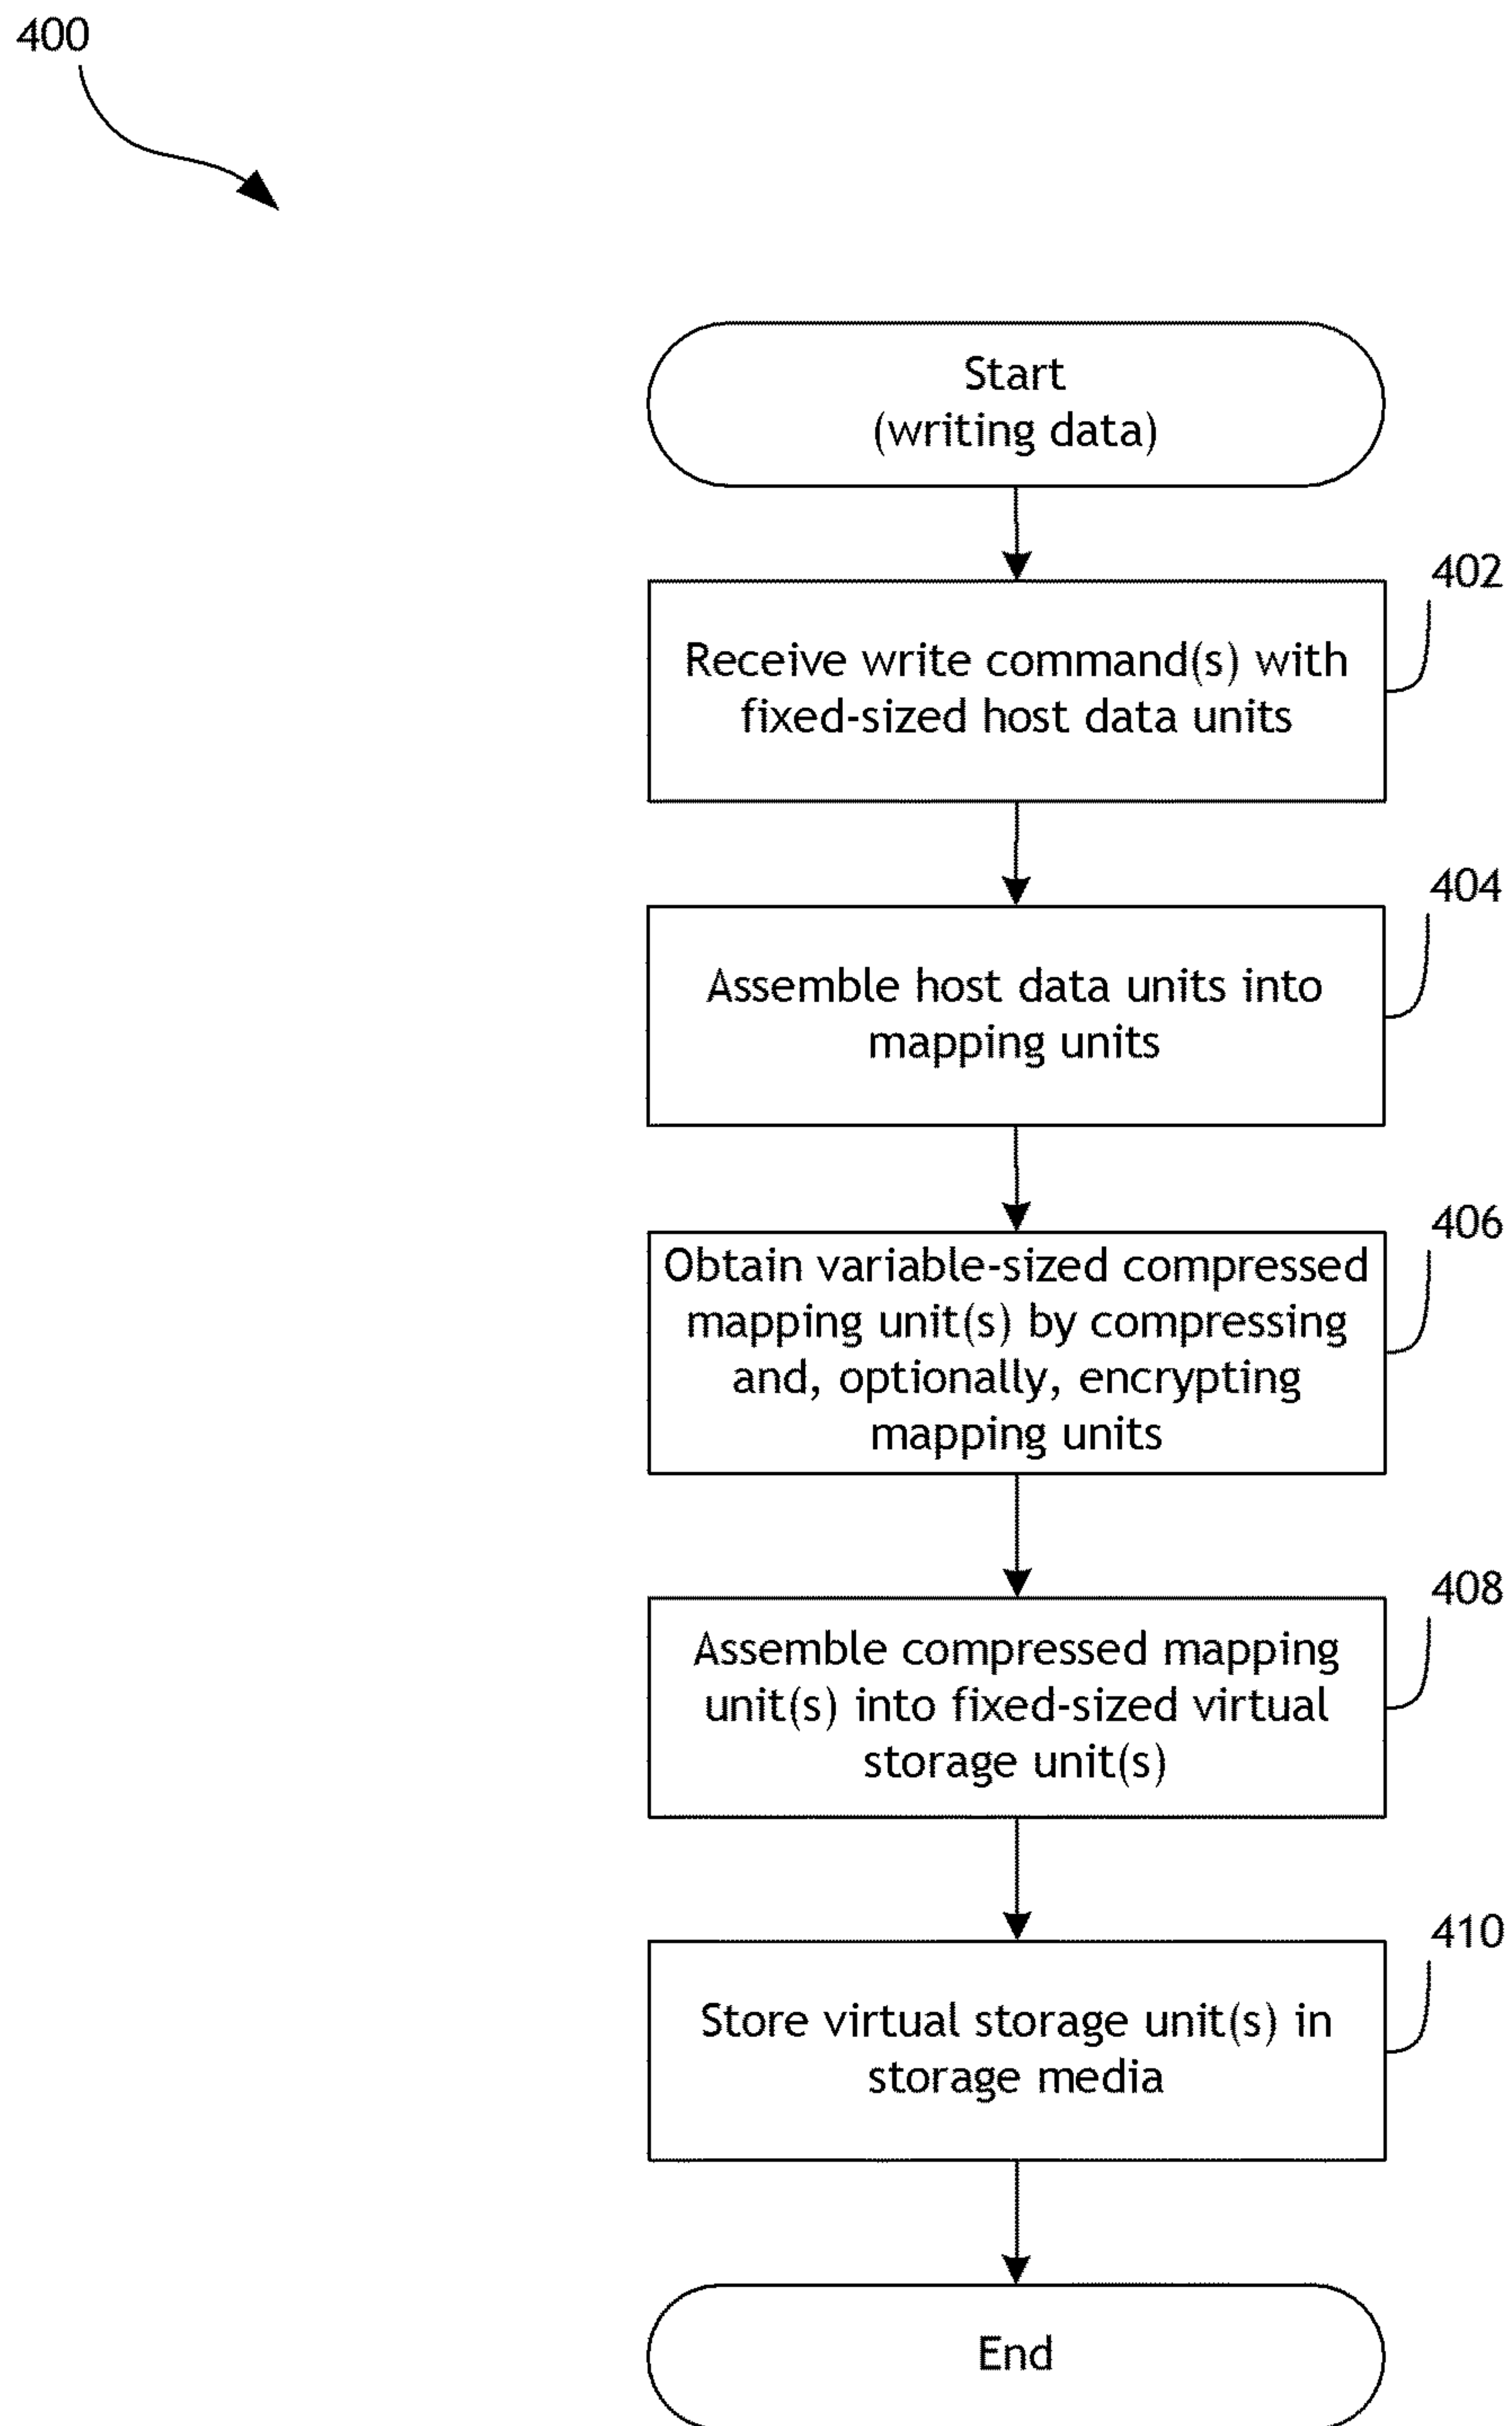 400
Start
(writing data)
402
Receive write command(s) with
fixed-sized host data units
404
Assemble host data units into
mapping units
406
Obtain variable-sized compressed
mapping unit(s) by compressing
and, optionally, encrypting
mapping units
408
Assemble compressed mapping
unit(s) into fixed-sized virtual
storage unit(s)
410
Store virtual storage unit(s) in
storage media
End